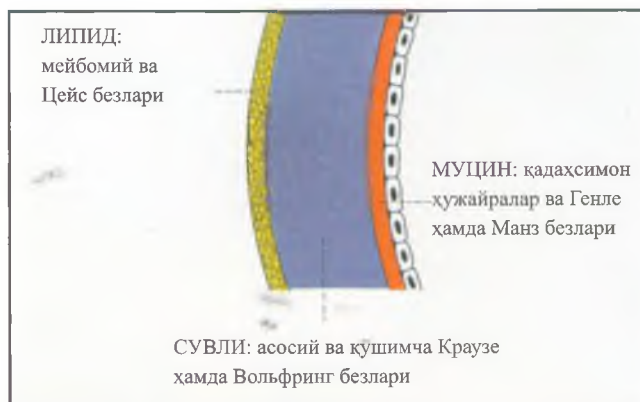 ЛИПИД:
мейбомий ва
Цейс безлари
МУЦИН: қадаҳсимон
ҳужайралар ва Генле
ҳамда Манз безлари
СУВЛИ: асосий ва қушимча Краузе
ҳамда Вольфринг безлари